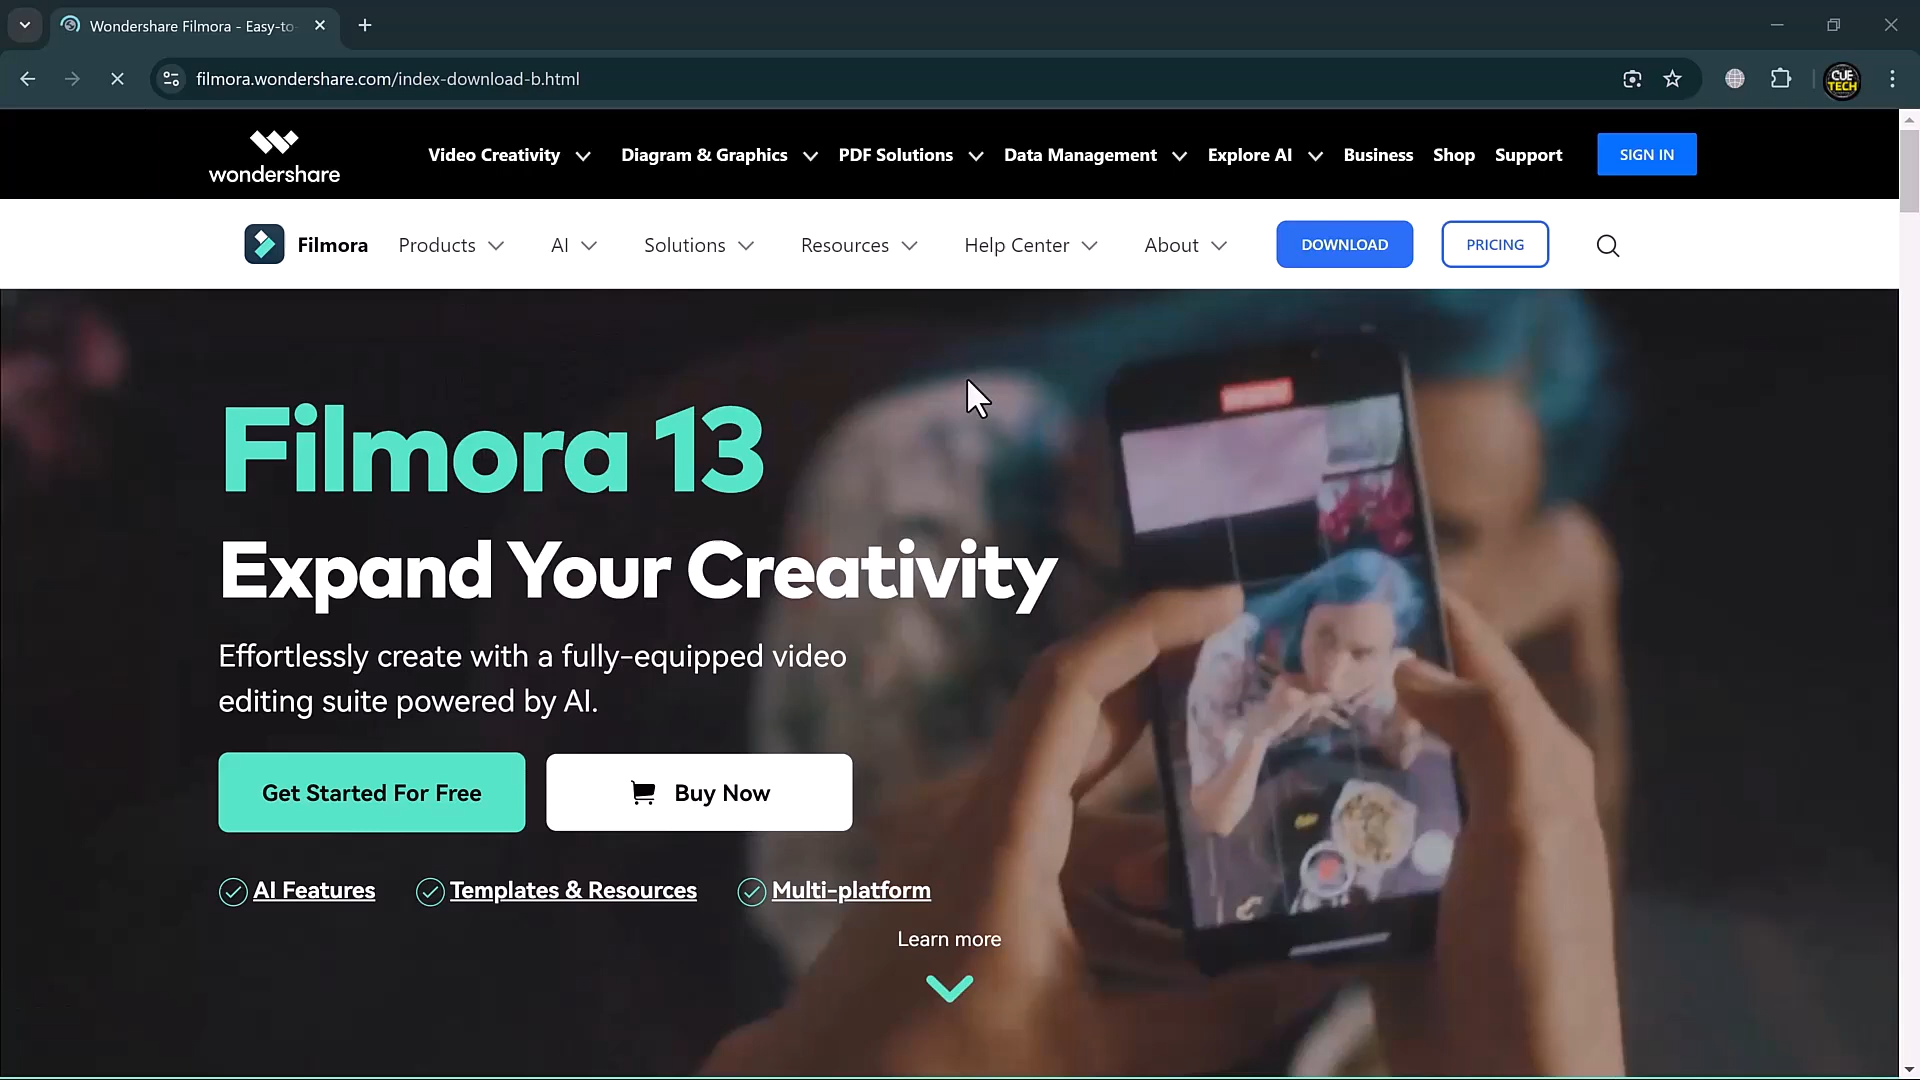 Wondershare Filmora - Easy-to-
filmora.wondershare.com/index-download-b.html
CUE
TECH
wondershare
Video Creativity
Diagram & Graphics
PDF Solutions
Data Management
Explore AI
Business
Shop
Support
SIGN IN
Filmora
Products
AI
Solutions
Resources
Help Center
About
DOWNLOAD
PRICING
Filmora 13
Expand Your Creativity
Effortlessly create with a fully-equipped video
editing suite powered by AI.
Get Started For Free
Buy Now
AI Features
Templates & Resources
Multi-platform
Learn more